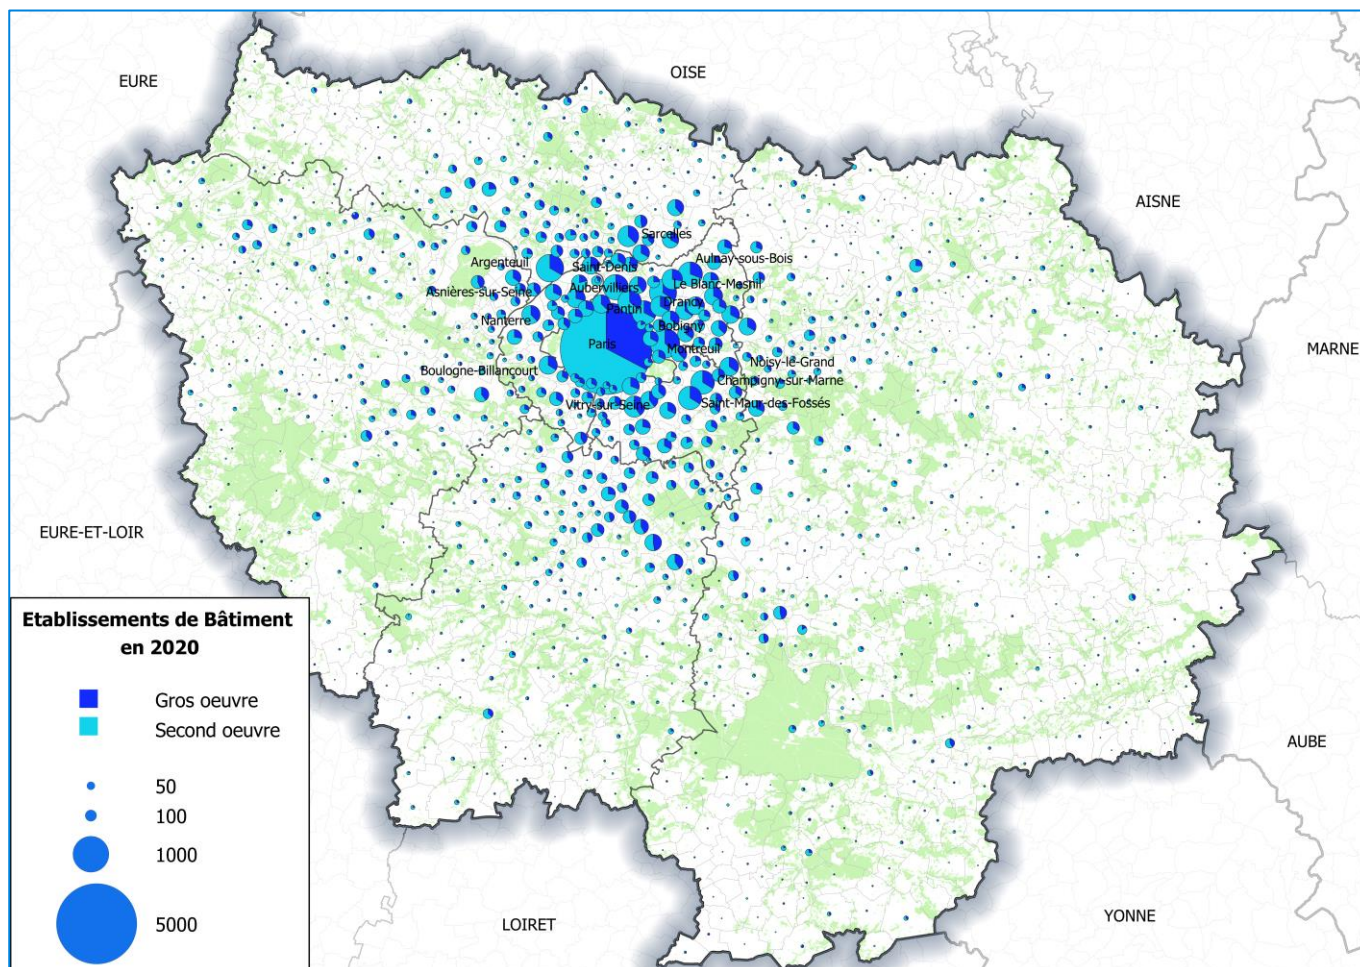 OISE
EURE
AISNE
Sarcelles
Aulnay-sous-Bois
Argenteuil
Saint-Denis
Le Blanc-Mesnil
Asnières-sur-Seine
Aubervilliers
Drancy
Pantin
Nanterre
Bobigny
Paris
Montreuil
MARNE
Noisy-le-Grand
Boulogne-Billancourt
Champigny-sur-Marne
Vitry-sur-Seine
Saint-Maur-des-Fossés
EURE-ET-LOIR
Etablissements de Bâtiment
en 2020
Gros oeuvre
Second oeuvre
50
100
1000
5000
AUBE
YONNE
LOIRET